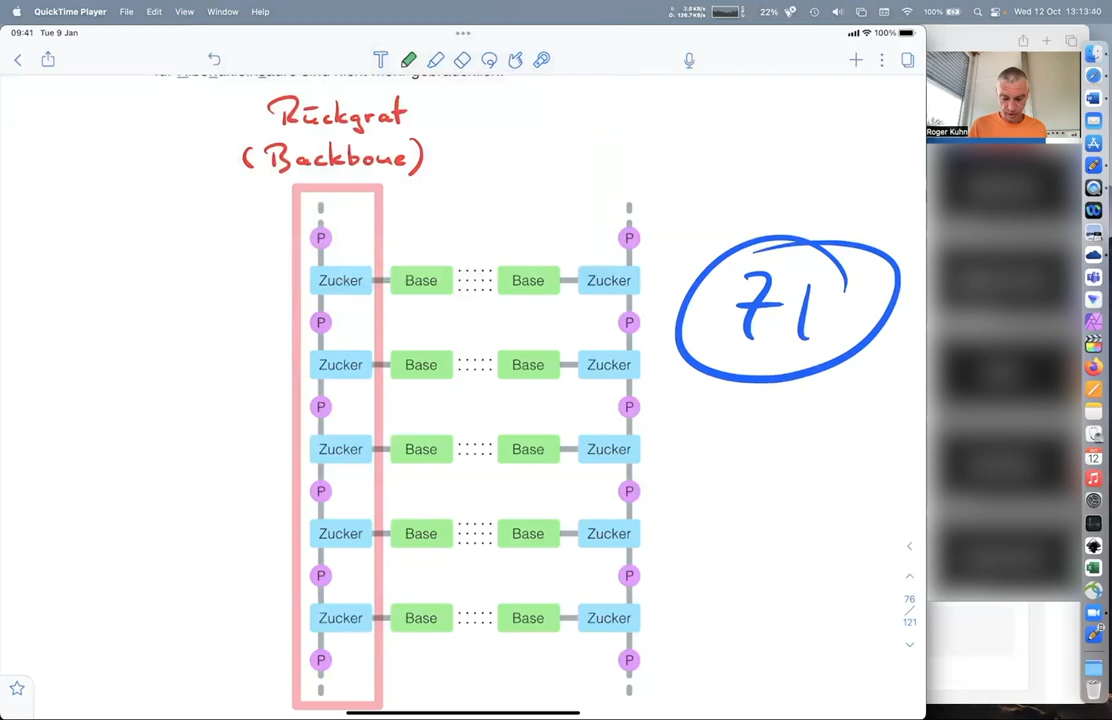 QuickTime Player File Edit View Window Help
22% 100% Wed 12 Oct 13:13:40
09:41 Tue 9 Jan
100%
Rückgrat
(Backbone)
P P
Zucker Base Base Zucker
P P
Zucker Base Base Zucker
P P
Zucker Base Base Zucker
P P
Zucker Base Base Zucker
P P
Zucker Base Base Zucker
P P
71
76
121
Roger Kuhn